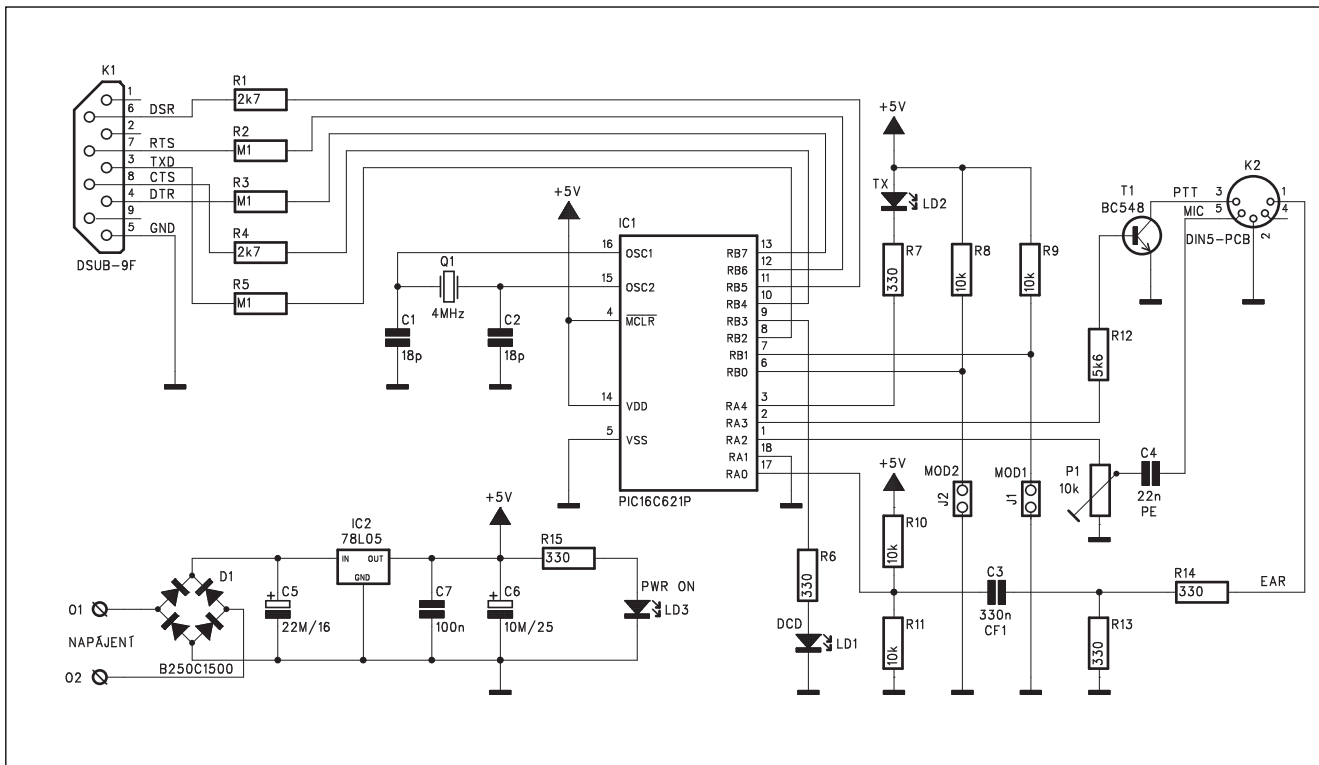 K1
1
6
2
7
3
8
4
9
5
DSR
RTS
TXD
CTS
DTR
GND
DSUB-9F
R1
2k7
R2
M1
R3
M1
R4
2k7
R5
M1
+5V
Q1
4MHz
C1
18p
C2
18p
IC1
16
OSC1
15
OSC2
4
MCLR
14
VDD
5
VSS
RB7
13
RB6
12
RB5
11
RB4
10
RB3
9
RB2
8
RB1
7
RB0
6
RA4
3
RA3
2
RA2
1
RA1
18
RA0
17
PIC16C621P
+5V
TX
LD2
R7
330
R8
10k
R9
10k
T1
BC548
PTT
MIC
K2
3
5
1
4
2
DIN5-PCB
R12
5k6
MOD2
J2
MOD1
J1
P1
10k
C4
22n
PE
+5V
R10
10k
R11
10k
C3
330n
CF1
R14
330
EAR
R13
330
R6
330
DCD
LD1
O1
NAPÁJENÍ
O2
D1
B250C1500
C5
+
22M/16
IC2
78L05
IN
OUT
GND
C7
100n
+5V
C6
+
10M/25
R15
330
PWR ON
LD3